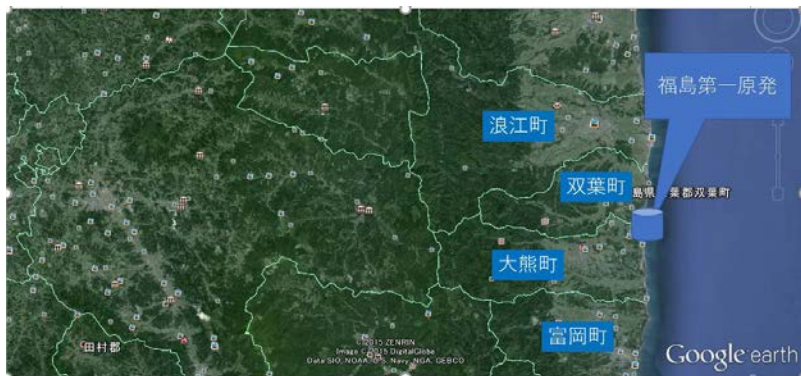 福島第一原発
浪江町
双葉町
島県双葉郡双葉町
大熊町
富岡町
田村郡
©2015 ZENRIN
Image ©2015 DigitalGlobe
Data SIO, NOAA, U.S. Navy, NGA, GEBCO
Google earth